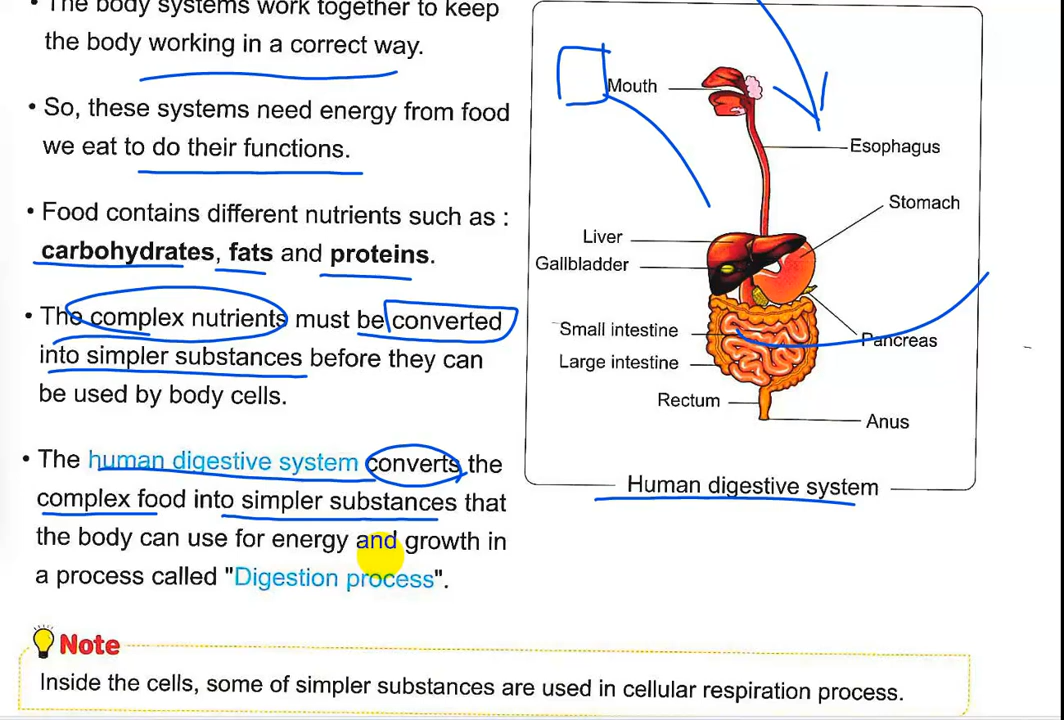 • The body systems work together to keep
the body working in a correct way.
• So, these systems need energy from food
we eat to do their functions.
• Food contains different nutrients such as :
carbohydrates, fats and proteins.
• The complex nutrients must be converted
into simpler substances before they can
be used by body cells.
• The human digestive system converts the
complex food into simpler substances that
the body can use for energy and growth in
a process called "Digestion process".
Mouth
Esophagus
Stomach
Liver
Gallbladder
Small intestine
Pancreas
Large intestine
Rectum
Anus
Human digestive system
Note
Inside the cells, some of simpler substances are used in cellular respiration process.